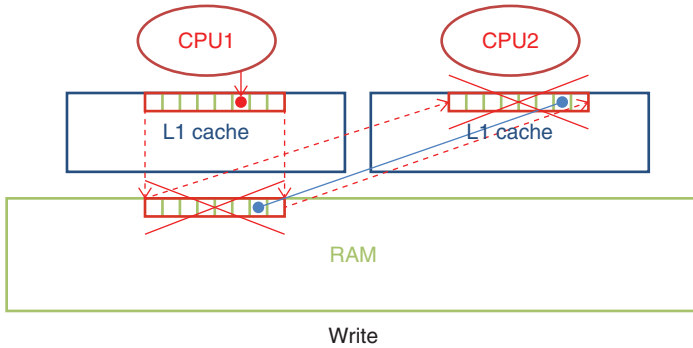 CPU1
CPU2
L1 cache
L1 cache
RAM
Write